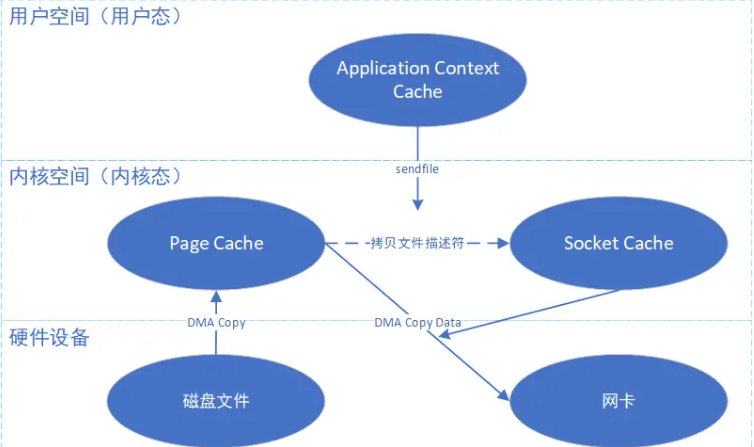 用户空间（用户态）
Application Context
Cache
sendfile
内核空间（内核态）
Page Cache
拷贝文件描述符
Socket Cache
DMA Copy
DMA Copy Data
硬件设备
磁盘文件
网卡